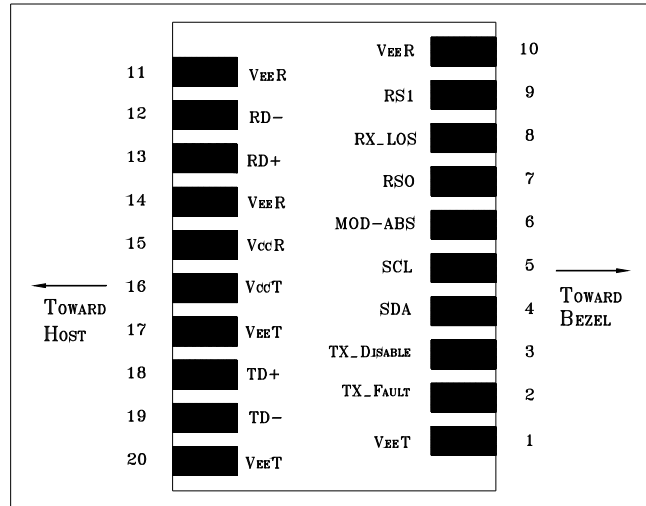 VEER 10
11 VEER
RS1 9
12 RD-
RX_LOS 8
13 RD+
RS0 7
14 VEER
MOD-ABS 6
15 VCCR
SCL 5
16 VCCT
TOWARD HOST
TOWARD BEZEL
SDA 4
17 VEET
TX_DISABLE 3
18 TD+
TX_FAULT 2
19 TD-
VEET 1
20 VEET